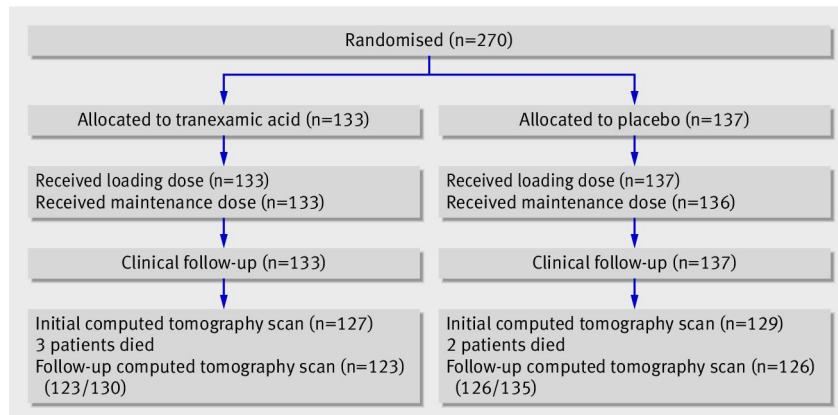 Randomised (n=270)
Allocated to tranexamic acid (n=133)
Allocated to placebo (n=137)
Received loading dose (n=133)
Received maintenance dose (n=133)
Received loading dose (n=137)
Received maintenance dose (n=136)
Clinical follow-up (n=133)
Clinical follow-up (n=137)
Initial computed tomography scan (n=127)
3 patients died
Follow-up computed tomography scan (n=123)
(123/130)
Initial computed tomography scan (n=129)
2 patients died
Follow-up computed tomography scan (n=126)
(126/135)